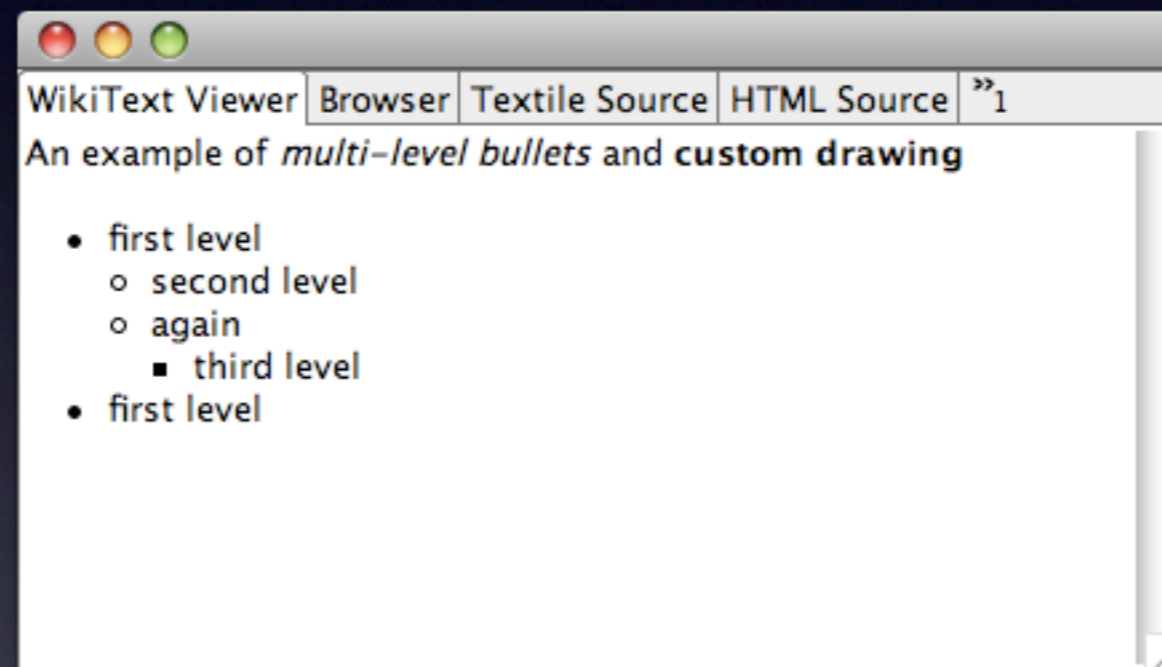 WikiText Viewer Browser Textile Source HTML Source »1
An example of multi-level bullets and custom drawing
• first level
○ second level
○ again
▪ third level
• first level